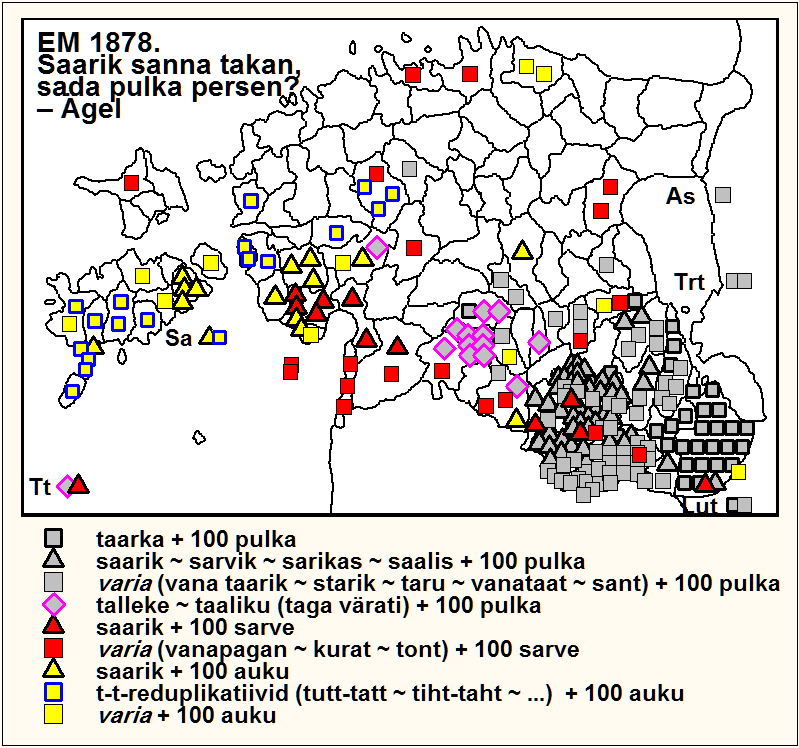 EM 1878.
Saarik sanna takan,
sada pulka persen?
– Agel
As
Trt
Sa
Tt
Lut
taarka + 100 pulka
saarik ~ sarvik ~ sarikas ~ saalis + 100 pulka
varia (vana taarik ~ starik ~ taru ~ vanataat ~ sant) + 100 pulka
talleke ~ taaliku (taga värati) + 100 pulka
saarik + 100 sarve
varia (vanapagan ~ kurat ~ tont) + 100 sarve
saarik + 100 auku
t-t-reduplikatiivid (tutt-tatt ~ tiht-taht ~ ...) + 100 auku
varia + 100 auku